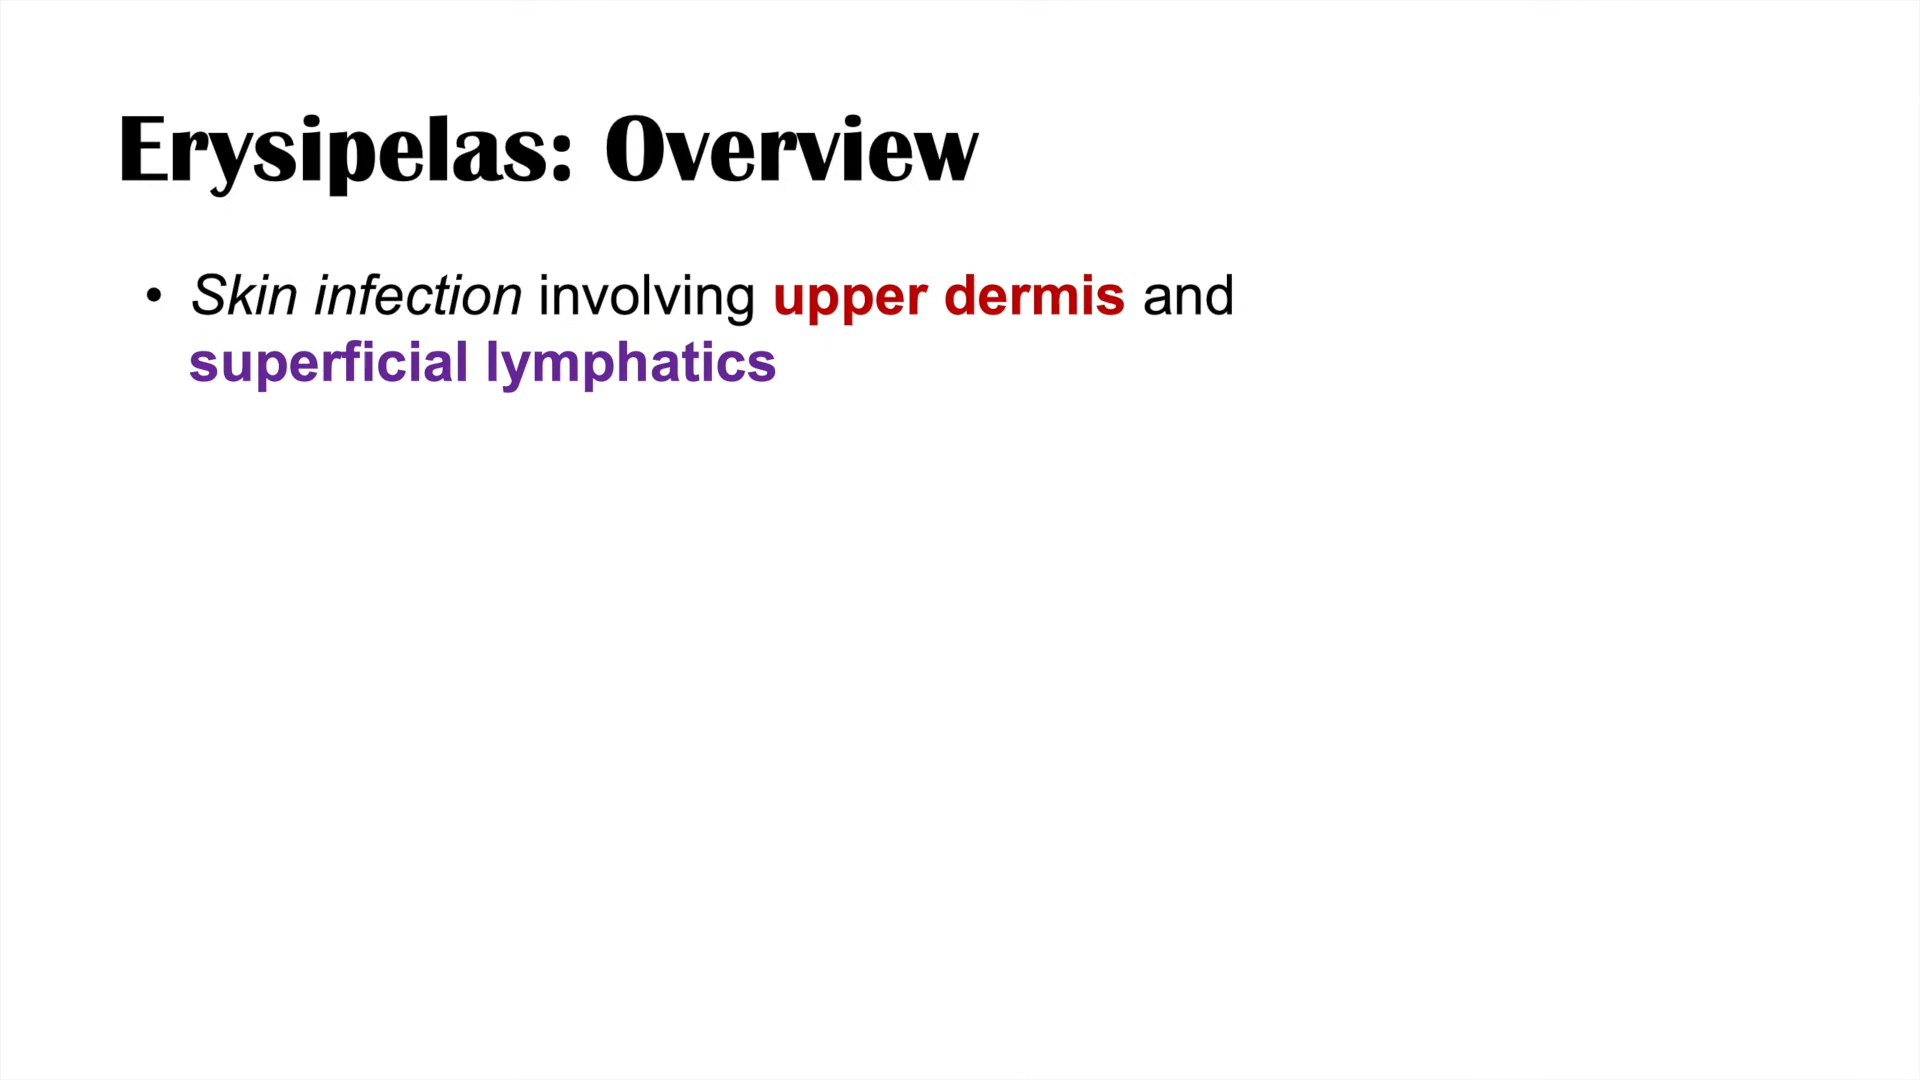 Erysipelas: Overview
• Skin infection involving upper dermis and
superficial lymphatics